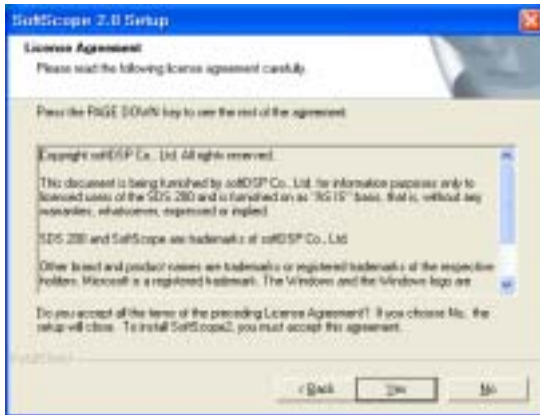 SoftScope 2.0 Setup
License Agreement
Please read the following license agreement carefully.
Press the PAGE DOWN key to see the rest of the agreement.
Copyright softDSP Co., Ltd. All rights reserved.
This document is being furnished by softDSP Co., Ltd. for information purposes only to
licensed users of the SDS 200 and is furnished on as "AS IS" basis, that is, without any
warranties, whatsoever, expressed or implied.
SDS 200 and SoftScope are trademarks of softDSP Co., Ltd.
Other brand and product names are trademarks or registered trademarks of the respective
holders. Microsoft is a registered trademark. The Windows and the Windows logo are
Do you accept all the terms of the preceding License Agreement? If you choose No, the
setup will close. To install SoftScope2, you must accept this agreement.
InstallShield
< Back
Yes
No